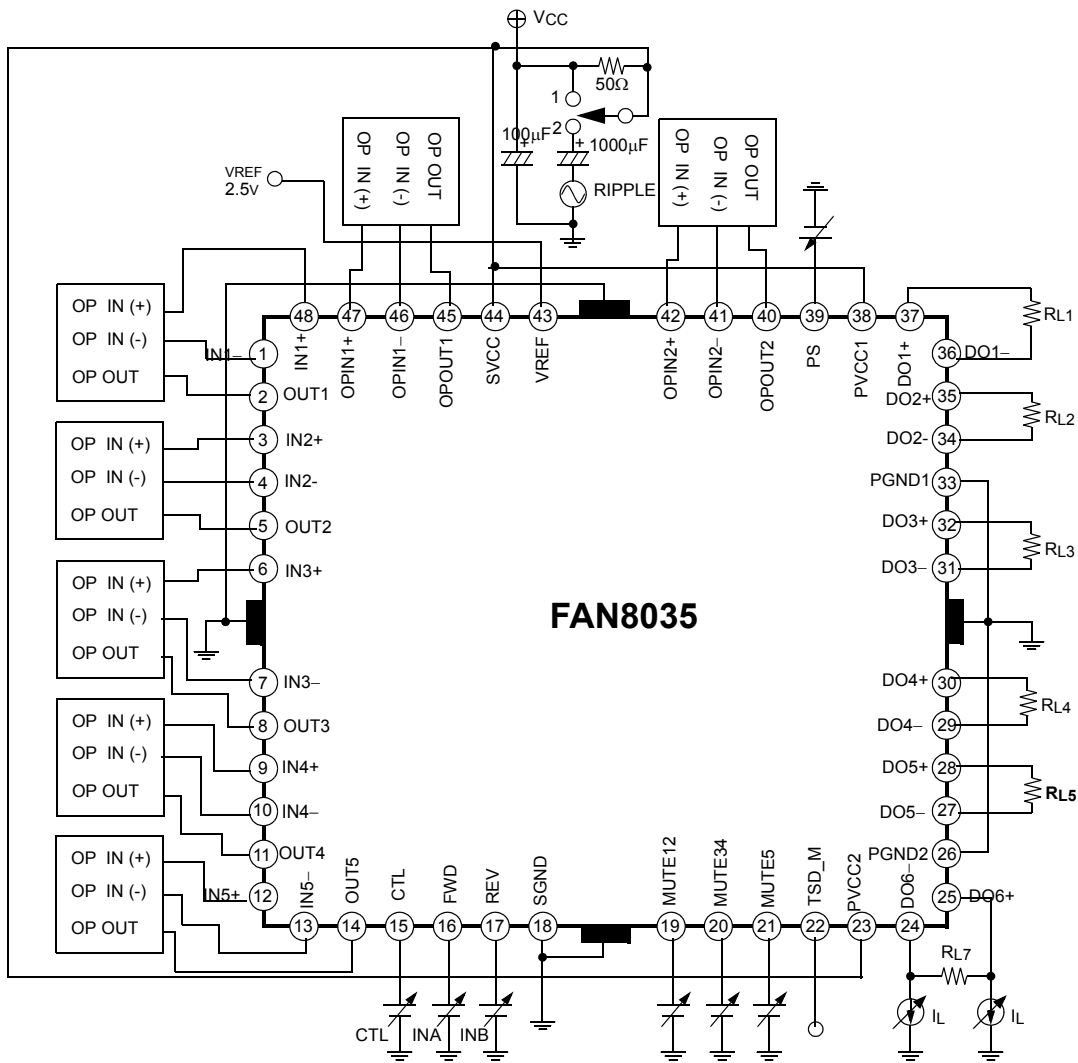 VCC
50Ω
1
2
100µF
+
+
1000µF
RIPPLE
VREF
2.5V
OP IN (+)
OP IN (-)
OP OUT
OP IN (+)
OP IN (-)
OP OUT
48
47
46
45
44
43
42
41
40
39
38
37
IN1+
OPIN1+
OPIN1−
OPOUT1
SVCC
VREF
OPIN2+
OPIN2−
OPOUT2
PS
PVCC1
DO1+
OP IN (+)
OP IN (-)
OP OUT
IN1−
1
2
OUT1
OP IN (+)
OP IN (-)
OP OUT
3
IN2+
4
IN2-
5
OUT2
OP IN (+)
OP IN (-)
OP OUT
6
IN3+
7
IN3−
8
OUT3
OP IN (+)
OP IN (-)
OP OUT
9
IN4+
10
IN4−
11
OUT4
OP IN (+)
OP IN (-)
OP OUT
IN5+
12
FAN8035
36
DO1−
RL1
DO2+
35
DO2-
34
RL2
PGND1
33
DO3+
32
DO3−
31
RL3
DO4+
30
DO4−
29
RL4
DO5+
28
DO5−
27
RL5
PGND2
26
25
DO6+
IN5−
OUT5
CTL
FWD
REV
SGND
MUTE12
MUTE34
MUTE5
TSD_M
PVCC2
DO6−
13
14
15
16
17
18
19
20
21
22
23
24
CTL
INA
INB
RL7
IL
IL